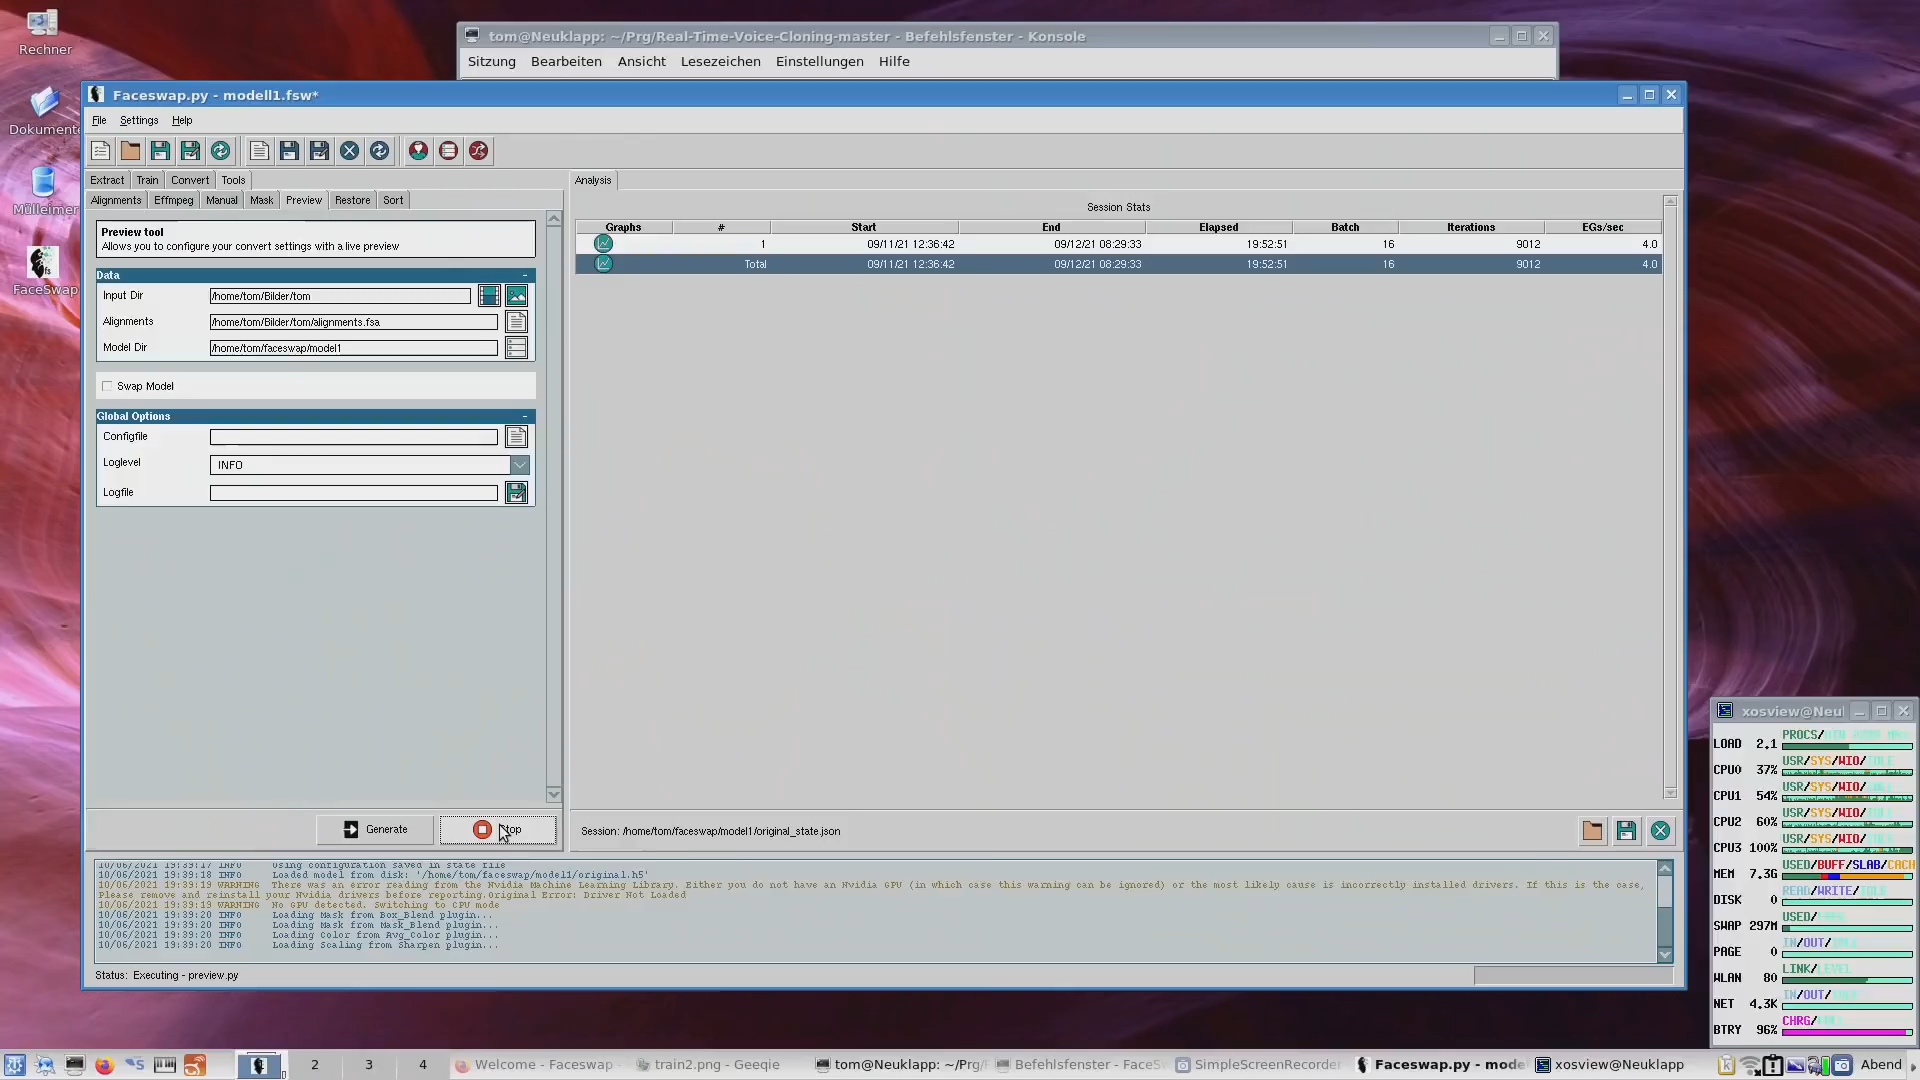 Rechner
tom@Neuklapp: ~/Prg/Real-Time-Voice-Cloning-master - Befehlsfenster - Konsole
Sitzung Bearbeiten Ansicht Lesezeichen Einstellungen Hilfe
Faceswap.py - modell1.fsw*
Dokumente
File Settings Help
Extract Train Convert Tools
Analysis
Alignments Effmpeg Manual Mask Preview Restore Sort
Mülleimer
Session Stats
Preview tool
Allows you to configure your convert settings with a live preview
Graphs # Start End Elapsed Batch Iterations EGs/sec
1 09/11/21 12:36:42 09/12/21 08:29:33 19:52:51 16 9012 4.0
Total 09/11/21 12:36:42 09/12/21 08:29:33 19:52:51 16 9012 4.0
Data
FaceSwap
Input Dir /home/tom/Bilder/tom
Alignments /home/tom/Bilder/tom/alignments.fsa
Model Dir /home/tom/faceswap/model1
Swap Model
Global Options
Configfile
Loglevel INFO
Logfile
Generate
Session: /home/tom/faceswap/model1/original_state.json
10/06/2021 19:39:17 INFO Using configuration saved in state file
10/06/2021 19:39:18 INFO Loaded model from disk: '/home/tom/faceswap/model1/original.h5'
10/06/2021 19:39:19 WARNING There was an error reading from the Nvidia Machine Learning Library. Either you do not have an Nvidia GPU (in which case this warning can be ignored) or the most likely cause is incorrectly installed drivers. If this is the case,
Please remove and reinstall your Nvidia drivers before reporting.Original Error: Driver Not Loaded
10/06/2021 19:39:19 WARNING No GPU detected. Switching to CPU mode
10/06/2021 19:39:20 INFO Loading Mask from Box_Blend plugin...
10/06/2021 19:39:20 INFO Loading Mask from Mask_Blend plugin...
10/06/2021 19:39:20 INFO Loading Color from Avg_Color plugin...
10/06/2021 19:39:20 INFO Loading Scaling from Sharpen plugin...
Status: Executing - preview.py
xosview@Neu
PROCS/
LOAD 2.1
USR/SYS/WIO/
CPU0 37%
USR/SYS/WIO/
CPU1 54%
USR/SYS/WIO/
CPU2 60%
USR/SYS/WIO/
CPU3 100%
USED/BUFF/SLAB/CACH
MEM 7.3G
READ/WRITE/IDLE
DISK 0
USED/
SWAP 297M
IN/OUT/
PAGE 0
LINK/LEVEL
WLAN 80
IN/OUT/
NET 4.3K
CHRG/
BTRY 96%
2 3 4 Welcome - Faceswap train2.png - Geeqie tom@Neuklapp: ~/Prg/ Befehlsfenster - FaceS SimpleScreenRecorder Faceswap.py - mode xosview@Neuklapp Abend